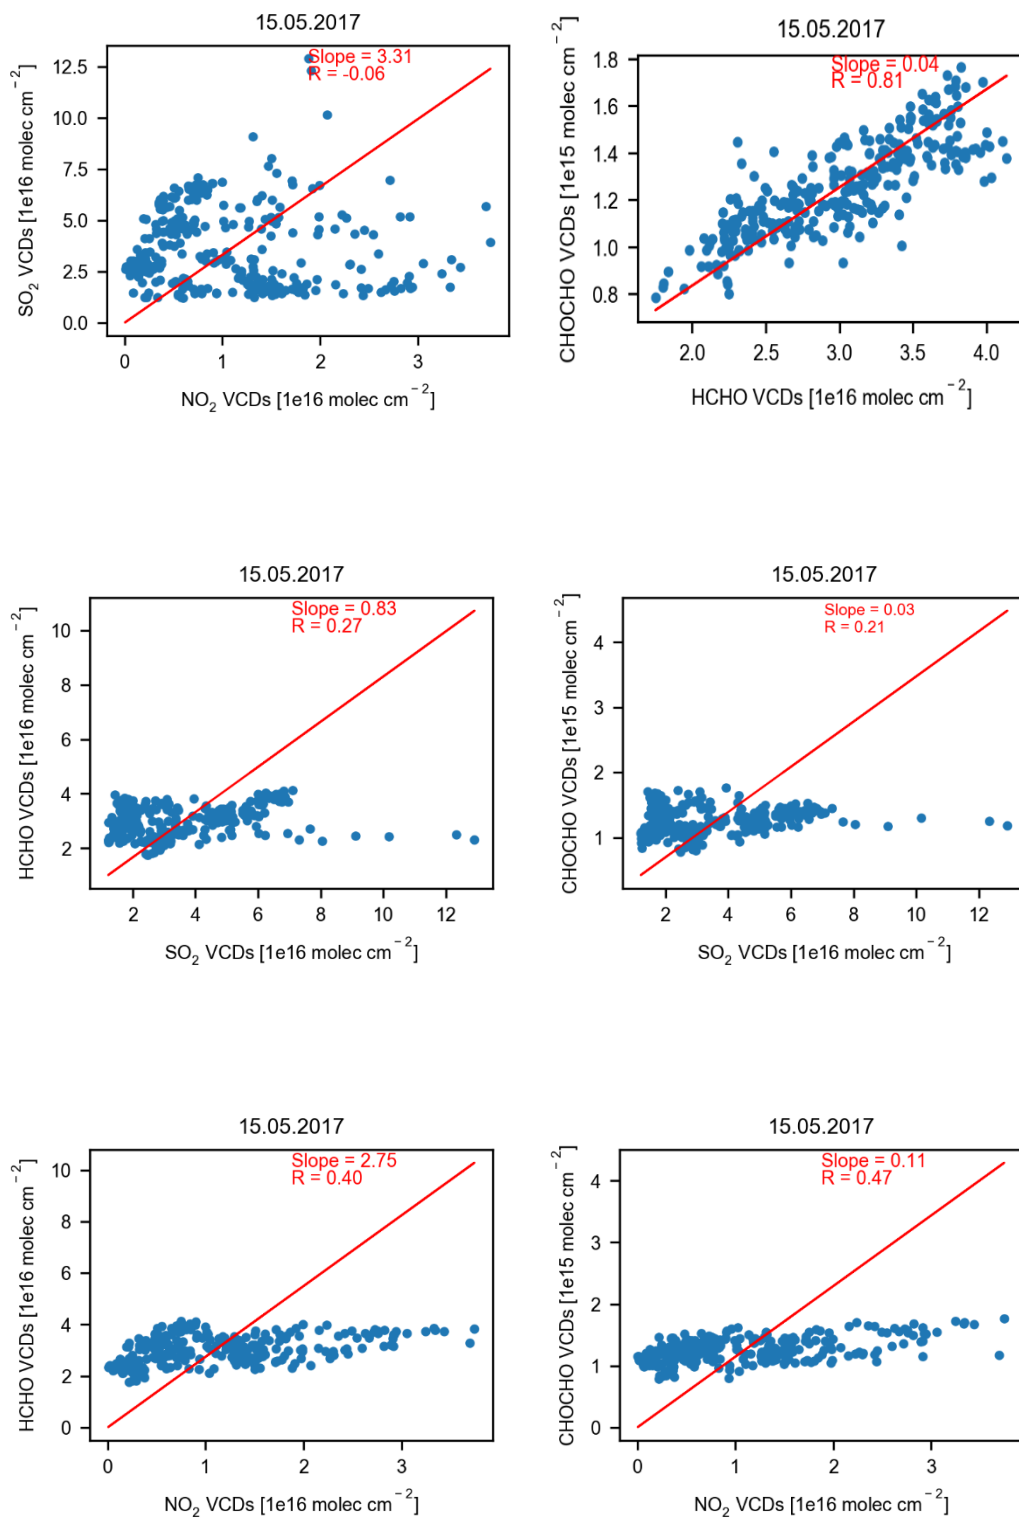 15.05.2017
Slope = 3.31
R = -0.06
12.5
10.0
7.5
5.0
2.5
0.0
SO₂ VCDs [1e16 molec cm⁻²]
0 1 2 3
NO₂ VCDs [1e16 molec cm⁻²]
15.05.2017
Slope = 0.04
R = 0.81
1.8
1.6
1.4
1.2
1.0
0.8
CHOCHO VCDs [1e15 molec cm⁻²]
2.0 2.5 3.0 3.5 4.0
HCHO VCDs [1e16 molec cm⁻²]
15.05.2017
Slope = 0.83
R = 0.27
10
8
6
4
2
HCHO VCDs [1e16 molec cm⁻²]
2 4 6 8 10 12
SO₂ VCDs [1e16 molec cm⁻²]
15.05.2017
Slope = 0.03
R = 0.21
4
3
2
1
CHOCHO VCDs [1e15 molec cm⁻²]
2 4 6 8 10 12
SO₂ VCDs [1e16 molec cm⁻²]
15.05.2017
Slope = 2.75
R = 0.40
10
8
6
4
2
0
HCHO VCDs [1e16 molec cm⁻²]
0 1 2 3
NO₂ VCDs [1e16 molec cm⁻²]
15.05.2017
Slope = 0.11
R = 0.47
4
3
2
1
0
CHOCHO VCDs [1e15 molec cm⁻²]
0 1 2 3
NO₂ VCDs [1e16 molec cm⁻²]